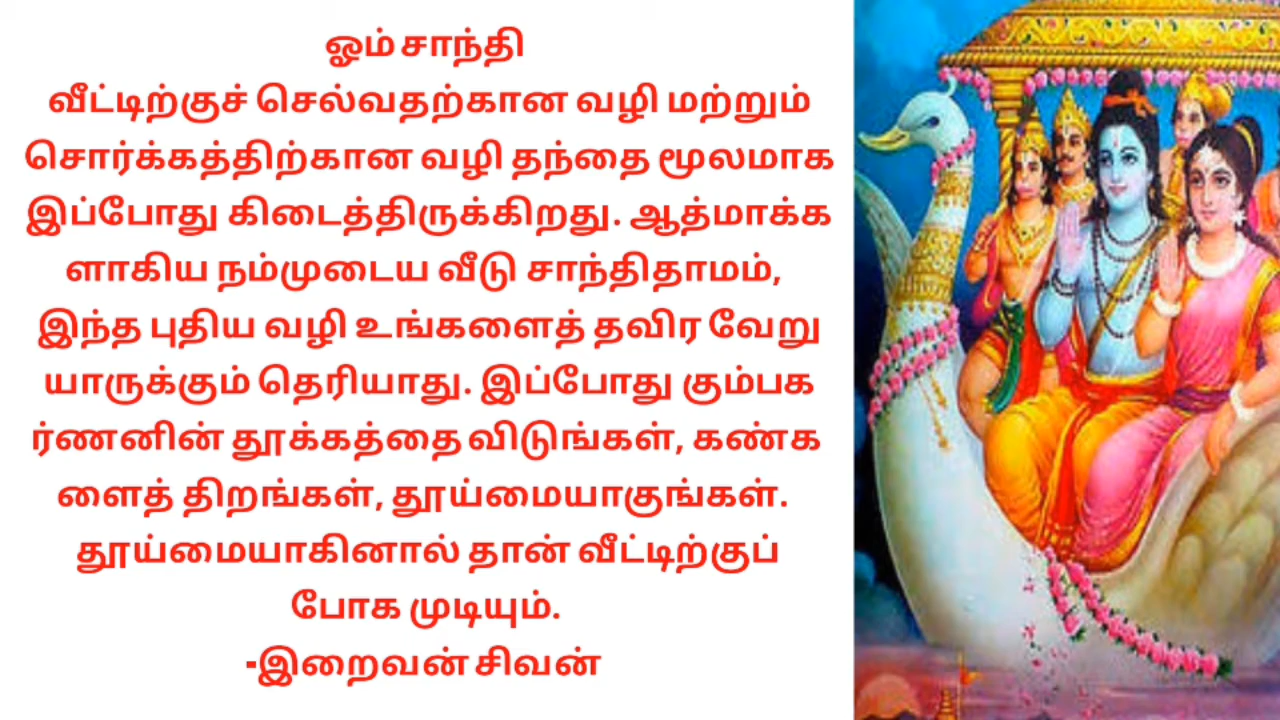 ஓம் சாந்தி
வீட்டிற்குச் செல்வதற்கான வழி மற்றும்
சொர்க்கத்திற்கான வழி தந்தை மூலமாக
இப்போது கிடைத்திருக்கிறது. ஆத்மாக்க
ளாகிய நம்முடைய வீடு சாந்திதாமம்,
இந்த புதிய வழி உங்களைத் தவிர வேறு
யாருக்கும் தெரியாது. இப்போது கும்பக
ர்ணனின் தூக்கத்தை விடுங்கள், கண்க
ளைத் திறங்கள், தூய்மையாகுங்கள்.
தூய்மையாகினால் தான் வீட்டிற்குப்
போக முடியும்.
-இறைவன் சிவன்